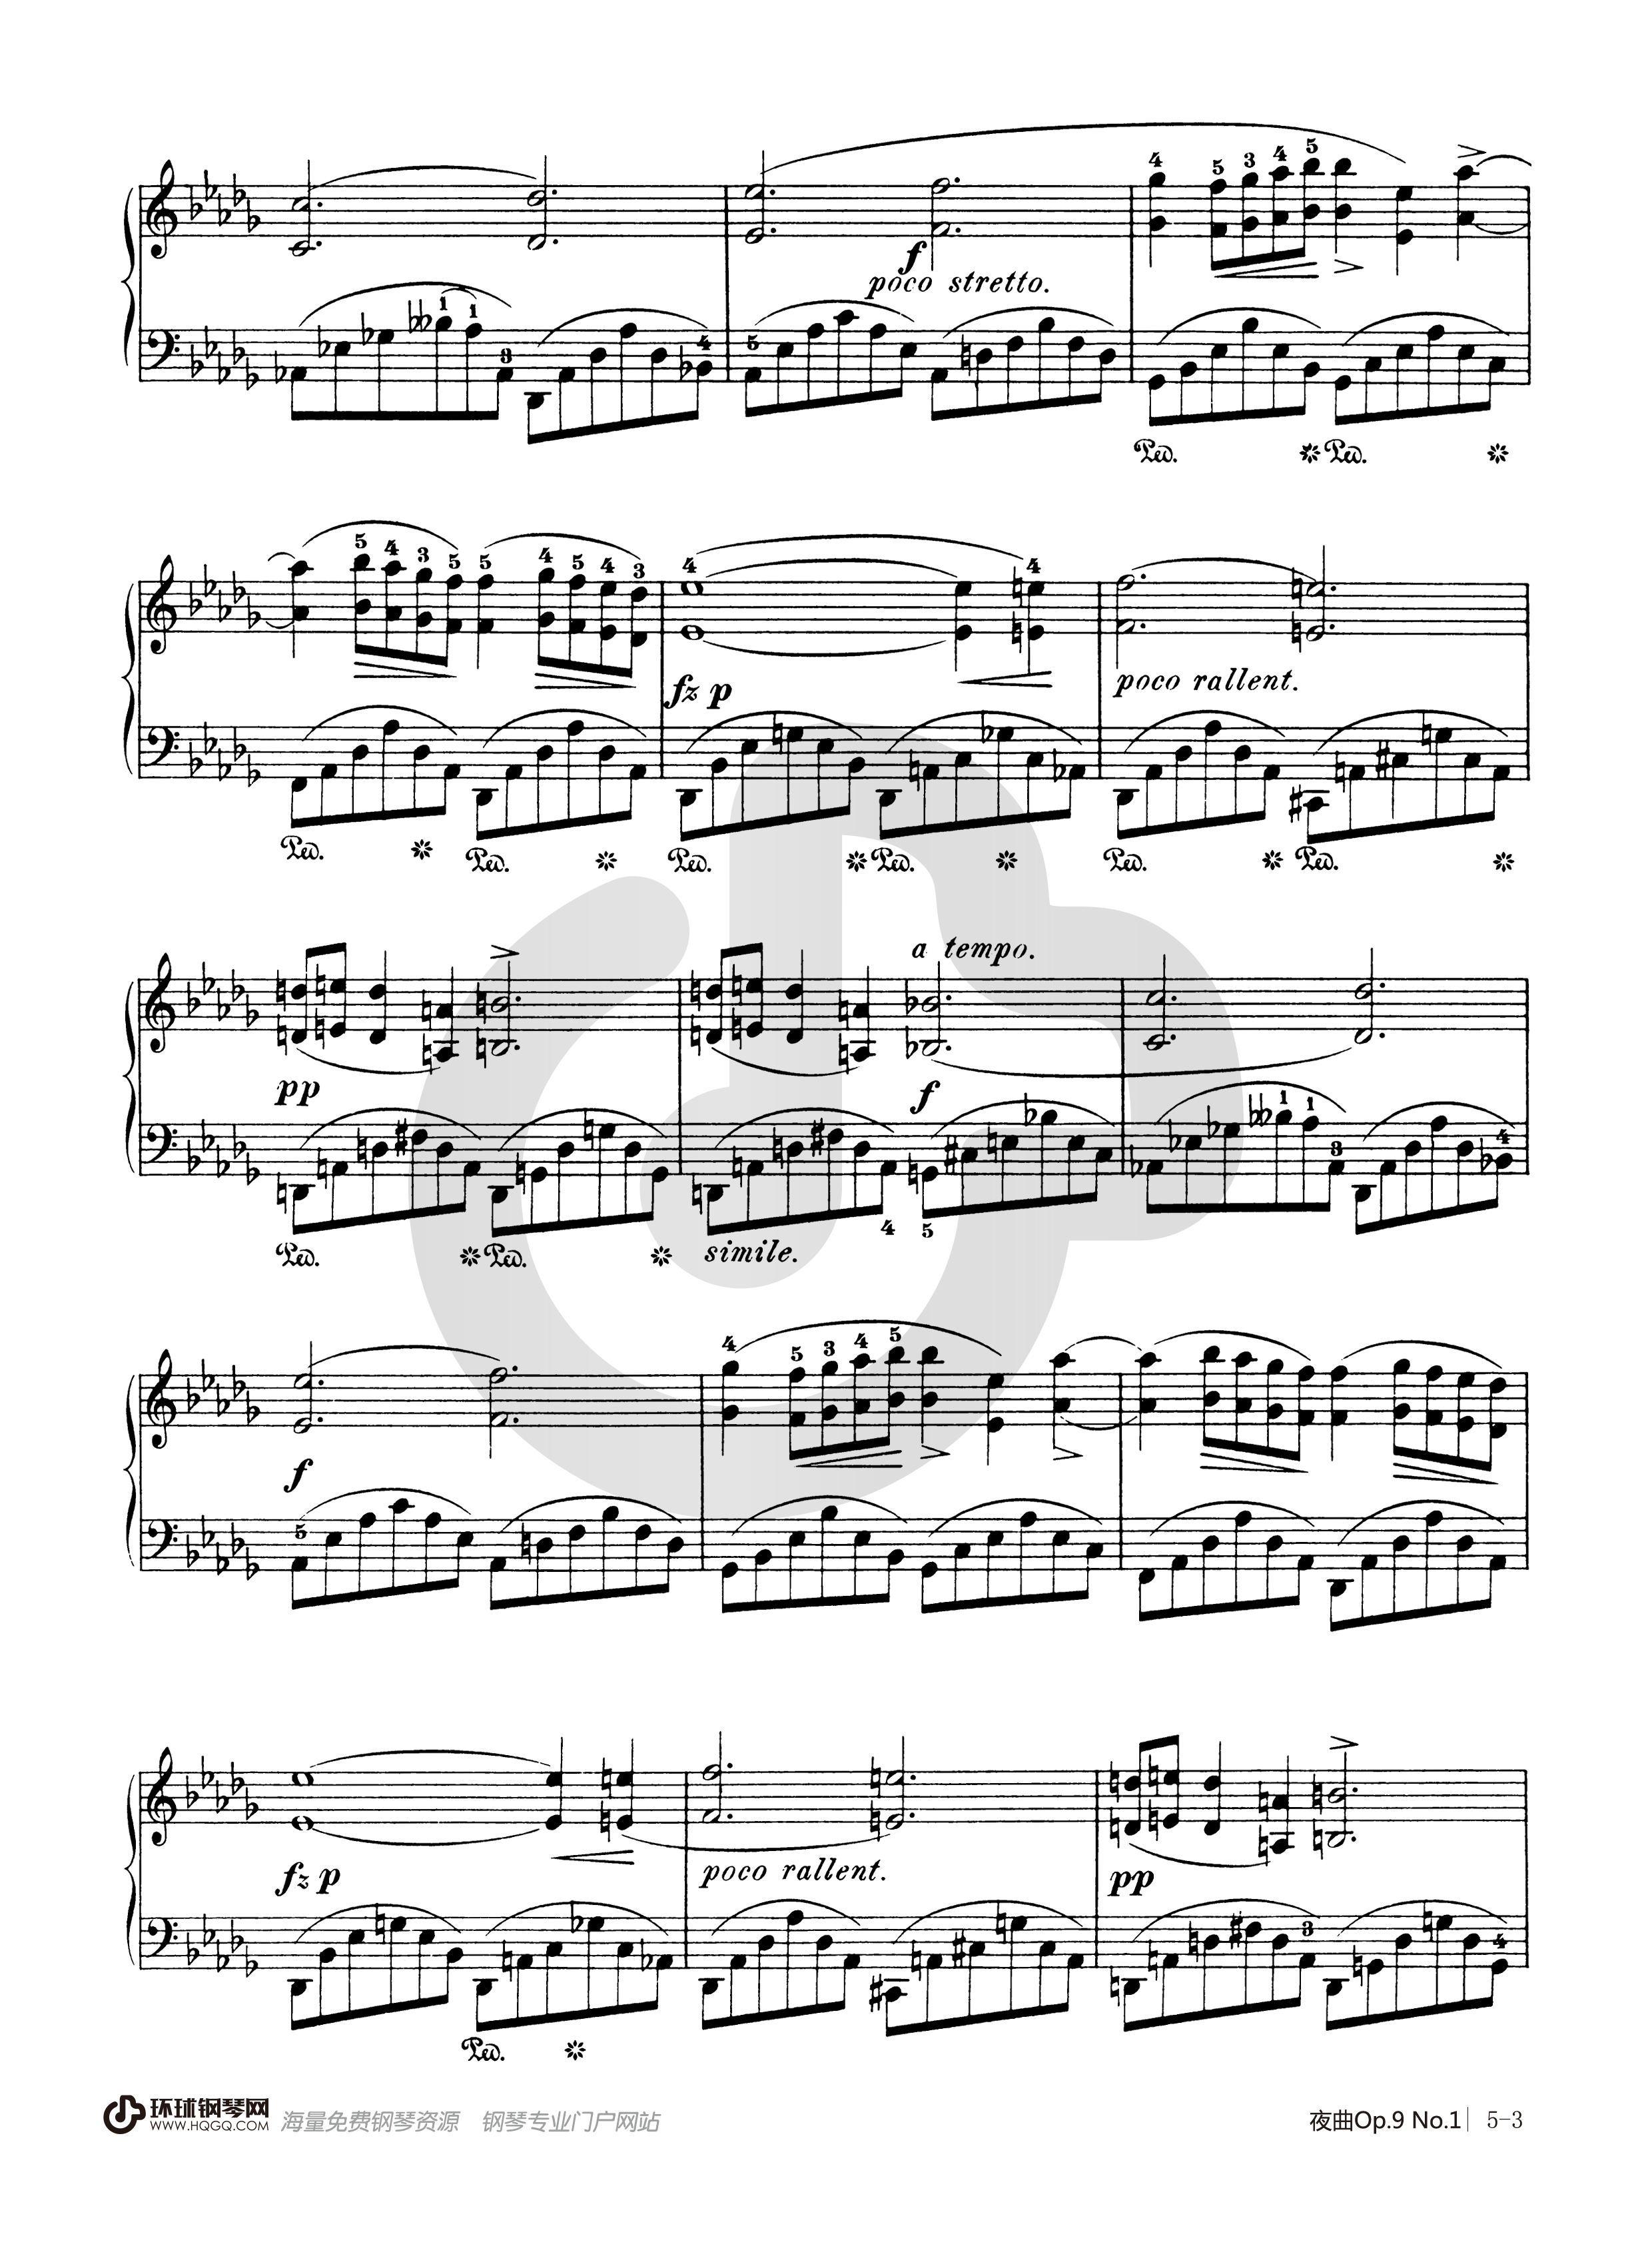 4 5 3 4 5
f
poco stretto.
1 1 3 4 5
Ped. Ped.
5 4 3 5 5 4 5 4 3 4 4
fz p
poco rallent.
Ped. Ped. Ped. Ped. Ped. Ped.
a tempo.
pp
f
1 1 3 4
4 5
Ped. Ped.
simile.
4 5 3 4 5
f
5
fz p
poco rallent.
pp
3 4
Ped.
环球钢琴网
WWW.HQGQ.COM
海量免费钢琴资源 钢琴专业门户网站
夜曲Op.9 No.1 5-3